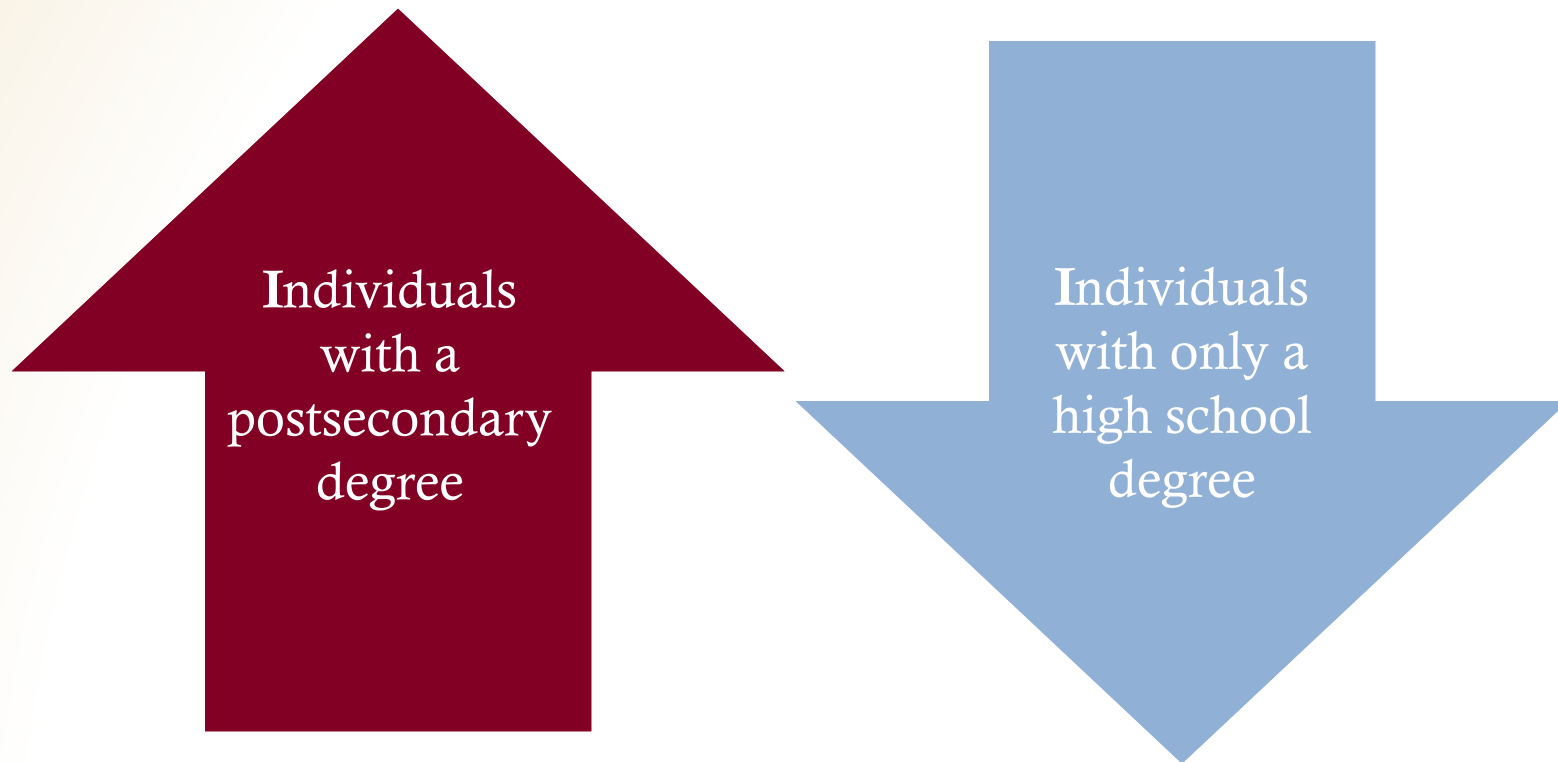 Individuals
with a
postsecondary
degree
Individuals
with only a
high school
degree